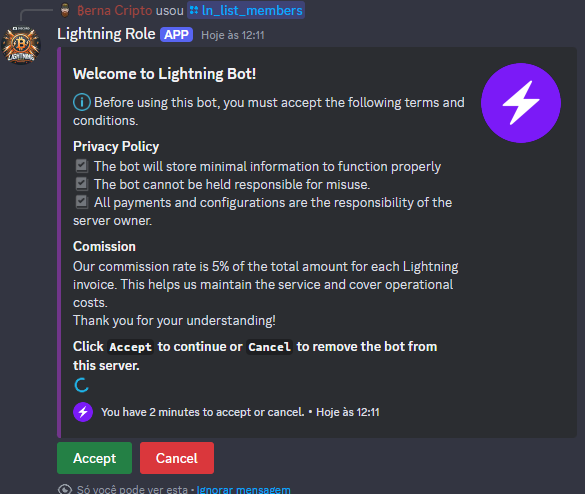 Berna Cripto usou ln_list_members
Lightning Role APP Hoje às 12:11
LIGHTNING
Welcome to Lightning Bot!
Before using this bot, you must accept the following terms and
conditions.
Privacy Policy
The bot will store minimal information to function properly
The bot cannot be held responsible for misuse.
All payments and configurations are the responsibility of the
server owner.
Comission
Our commission rate is 5% of the total amount for each Lightning
invoice. This helps us maintain the service and cover operational
costs.
Thank you for your understanding!
Click Accept to continue or Cancel to remove the bot from
this server.
You have 2 minutes to accept or cancel. • Hoje às 12:11
Accept Cancel
Só você pode ver esta • Ignorar mensagem